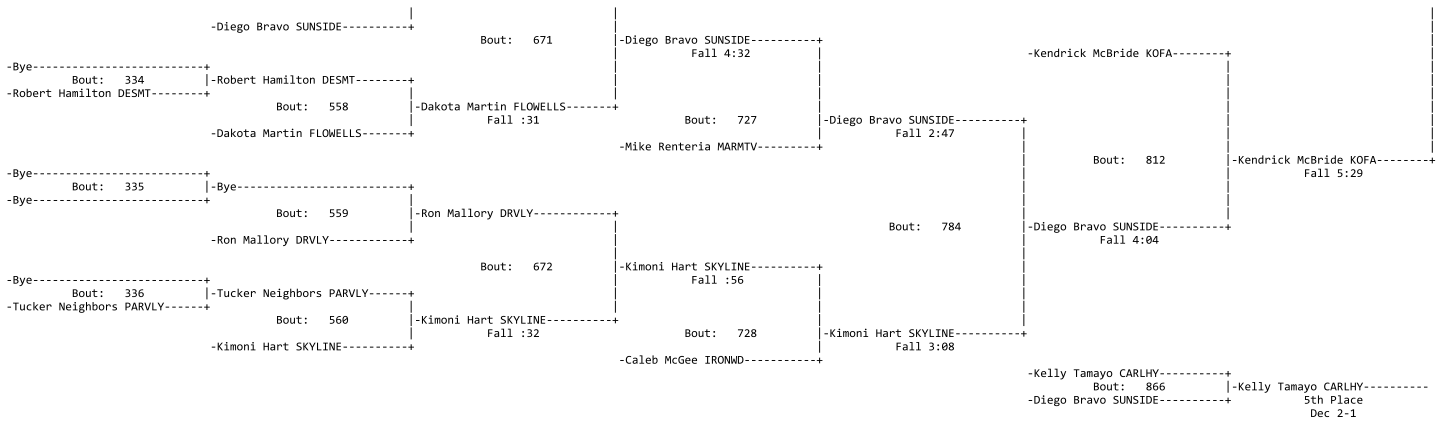 -Diego Bravo SUNSIDE----------+
Bout: 671
-Diego Bravo SUNSIDE----------+
Fall 4:32
-Kendrick McBride KOFA--------+
-Bye--------------------------+
Bout: 334
-Robert Hamilton DESMT--------+
-Robert Hamilton DESMT--------+
Bout: 558
-Dakota Martin FLOWELLS-------+
Fall :31
-Dakota Martin FLOWELLS-------+
Bout: 727
-Diego Bravo SUNSIDE----------+
Fall 2:47
-Mike Renteria MARMTV---------+
Bout: 812
-Kendrick McBride KOFA--------+
Fall 5:29
-Bye--------------------------+
Bout: 335
-Bye--------------------------+
-Bye--------------------------+
Bout: 559
-Ron Mallory DRVLY------------+
-Ron Mallory DRVLY------------+
Bout: 784
-Diego Bravo SUNSIDE----------+
Fall 4:04
Bout: 672
-Kimoni Hart SKYLINE----------+
Fall :56
-Bye--------------------------+
Bout: 336
-Tucker Neighbors PARVLY------+
-Tucker Neighbors PARVLY------+
Bout: 560
-Kimoni Hart SKYLINE----------+
Fall :32
-Kimoni Hart SKYLINE----------+
Bout: 728
-Kimoni Hart SKYLINE----------+
Fall 3:08
-Caleb McGee IRONWD-----------+
-Kelly Tamayo CARLHY----------+
Bout: 866
-Kelly Tamayo CARLHY----------
-Diego Bravo SUNSIDE----------+
5th Place
Dec 2-1